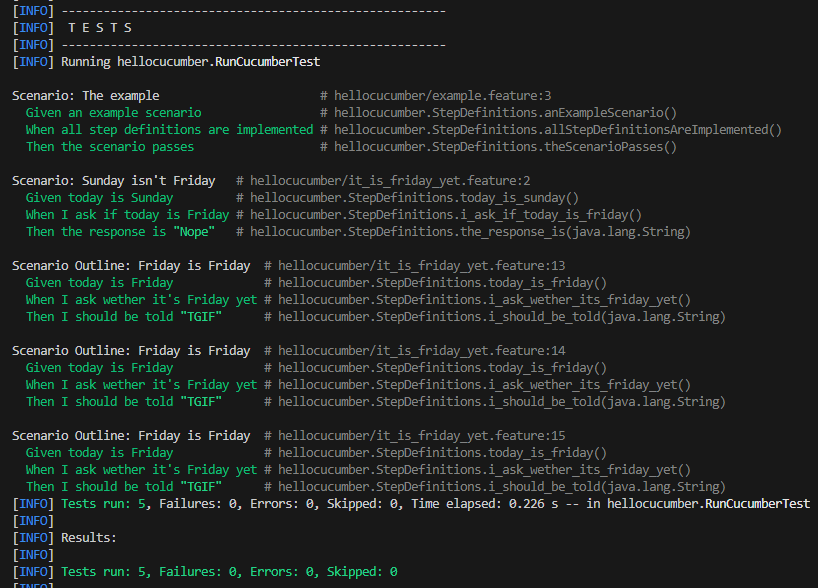 [INFO] -------------------------------------------------------
[INFO]  T E S T S
[INFO] -------------------------------------------------------
[INFO] Running hellocucumber.RunCucumberTest
Scenario: The example                       # hellocucumber/example.feature:3
  Given an example scenario                 # hellocucumber.StepDefinitions.anExampleScenario()
  When all step definitions are implemented # hellocucumber.StepDefinitions.allStepDefinitionsAreImplemented()
  Then the scenario passes                  # hellocucumber.StepDefinitions.theScenarioPasses()
Scenario: Sunday isn't Friday   # hellocucumber/it_is_friday_yet.feature:2
  Given today is Sunday         # hellocucumber.StepDefinitions.today_is_sunday()
  When I ask if today is Friday # hellocucumber.StepDefinitions.i_ask_if_today_is_friday()
  Then the response is "Nope"   # hellocucumber.StepDefinitions.the_response_is(java.lang.String)
Scenario Outline: Friday is Friday  # hellocucumber/it_is_friday_yet.feature:13
  Given today is Friday             # hellocucumber.StepDefinitions.today_is_friday()
  When I ask wether it's Friday yet # hellocucumber.StepDefinitions.i_ask_wether_its_friday_yet()
  Then I should be told "TGIF"      # hellocucumber.StepDefinitions.i_should_be_told(java.lang.String)
Scenario Outline: Friday is Friday  # hellocucumber/it_is_friday_yet.feature:14
  Given today is Friday             # hellocucumber.StepDefinitions.today_is_friday()
  When I ask wether it's Friday yet # hellocucumber.StepDefinitions.i_ask_wether_its_friday_yet()
  Then I should be told "TGIF"      # hellocucumber.StepDefinitions.i_should_be_told(java.lang.String)
Scenario Outline: Friday is Friday  # hellocucumber/it_is_friday_yet.feature:15
  Given today is Friday             # hellocucumber.StepDefinitions.today_is_friday()
  When I ask wether it's Friday yet # hellocucumber.StepDefinitions.i_ask_wether_its_friday_yet()
  Then I should be told "TGIF"      # hellocucumber.StepDefinitions.i_should_be_told(java.lang.String)
[INFO] Tests run: 5, Failures: 0, Errors: 0, Skipped: 0, Time elapsed: 0.226 s -- in hellocucumber.RunCucumberTest
[INFO]
[INFO] Results:
[INFO]
[INFO] Tests run: 5, Failures: 0, Errors: 0, Skipped: 0
[INFO]